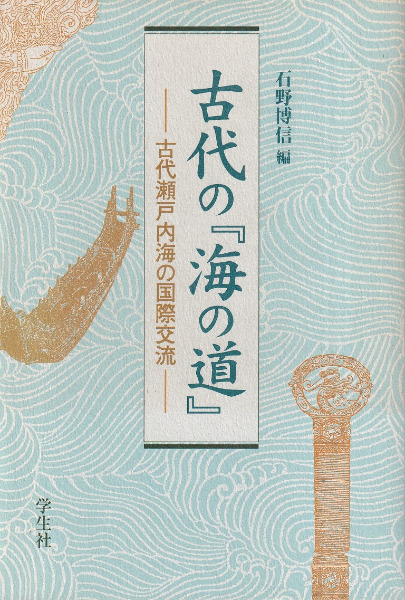 石野博信 編
古代の『海の道』
――古代瀬戸内海の国際交流――
学生社